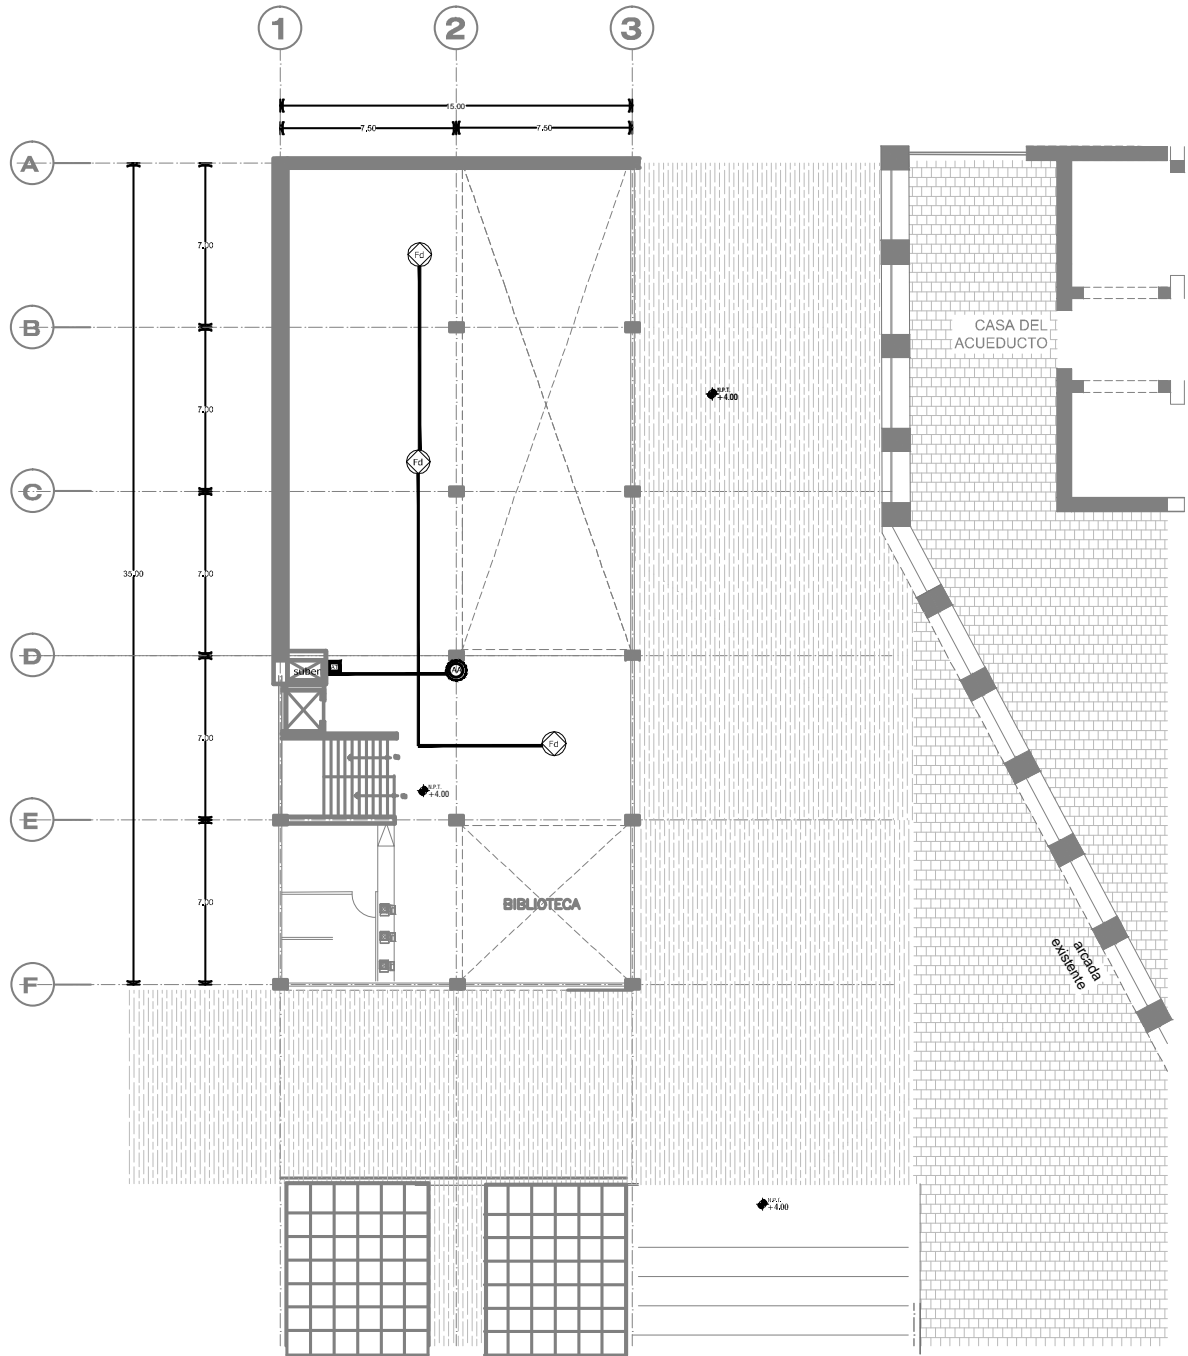 1
2
3
15.00
7.50
7.50
A
B
C
D
E
F
7.00
7.00
7.00
7.00
7.00
35.00
Fd
Fd
Fd
CASA DEL
ACUEDUCTO
N.P.T.
+4.00
suber
A/A
N.P.T.
+4.00
BIBLIOTECA
arcada
existente
N.P.T.
+4.00